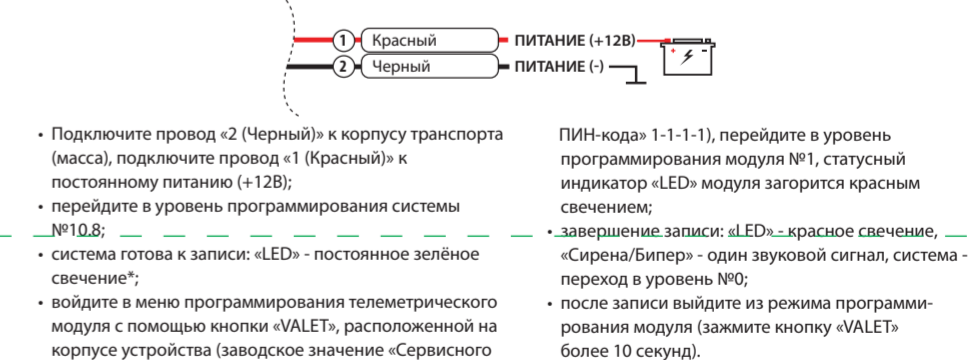 1 Красный ПИТАНИЕ (+12В)
2 Черный ПИТАНИЕ (-)
• Подключите провод «2 (Черный)» к корпусу транспорта
(масса), подключите провод «1 (Красный)» к
постоянному питанию (+12В);
• перейдите в уровень программирования системы
№10.8;
• система готова к записи: «LED» - постоянное зелёное
свечение*;
• войдите в меню программирования телеметрического
модуля с помощью кнопки «VALET», расположенной на
корпусе устройства (заводское значение «Сервисного
ПИН-кода» 1-1-1-1), перейдите в уровень
программирования модуля №1, статусный
индикатор «LED» модуля загорится красным
свечением;
• завершение записи: «LED» - красное свечение,
«Сирена/Бипер» - один звуковой сигнал, система -
переход в уровень №0;
• после записи выйдите из режима программи-
рования модуля (зажмите кнопку «VALET»
более 10 секунд).